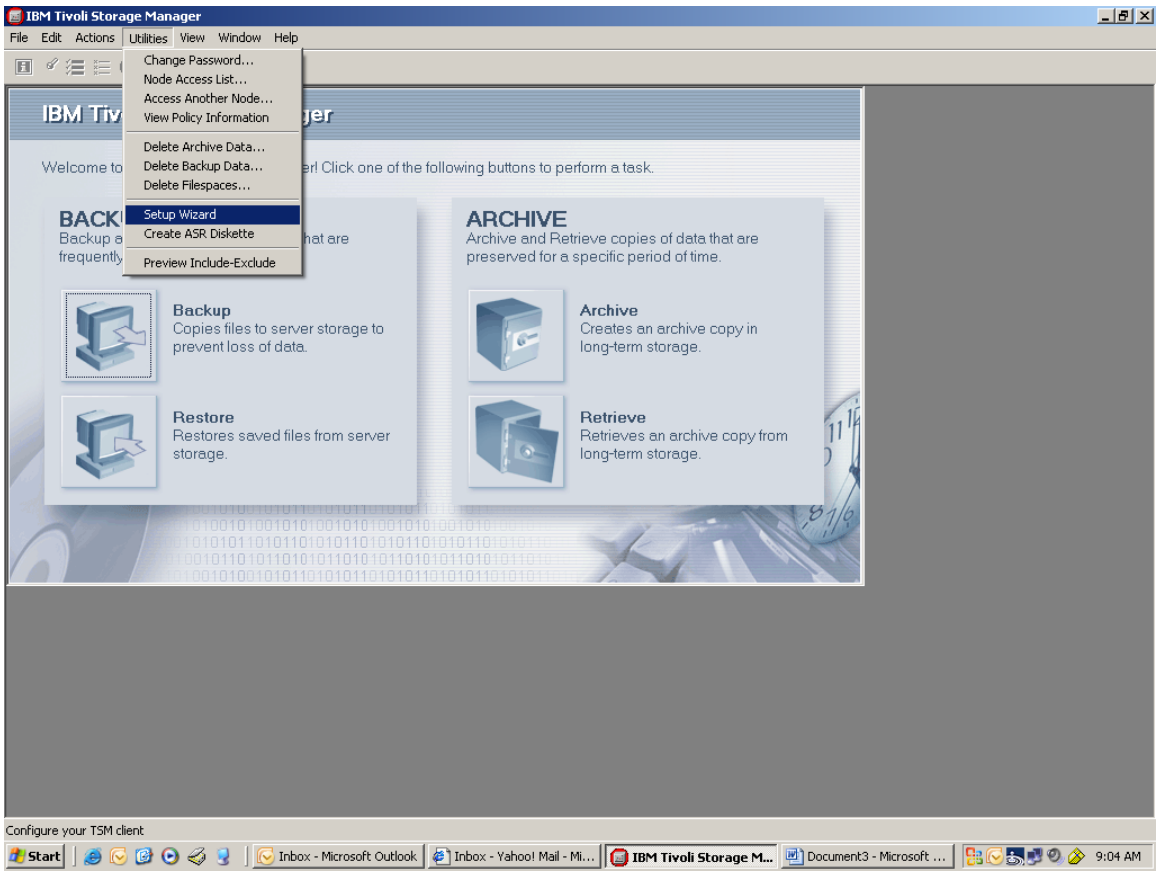 IBM Tivoli Storage Manager
File Edit Actions Utilities View Window Help
Change Password...
Node Access List...
Access Another Node...
View Policy Information
Delete Archive Data...
Delete Backup Data...
Delete Filespaces...
Setup Wizard
Create ASR Diskette
Preview Include-Exclude
IBM Tiv ger
Welcome to er! Click one of the following buttons to perform a task.
BACK
Backup a hat are
frequently
Backup
Copies files to server storage to
prevent loss of data.
Restore
Restores saved files from server
storage.
ARCHIVE
Archive and Retrieve copies of data that are
preserved for a specific period of time.
Archive
Creates an archive copy in
long-term storage.
Retrieve
Retrieves an archive copy from
long-term storage.
Configure your TSM client
Start Inbox - Microsoft Outlook Inbox - Yahoo! Mail - Mi... IBM Tivoli Storage M... Document3 - Microsoft ... 9:04 AM